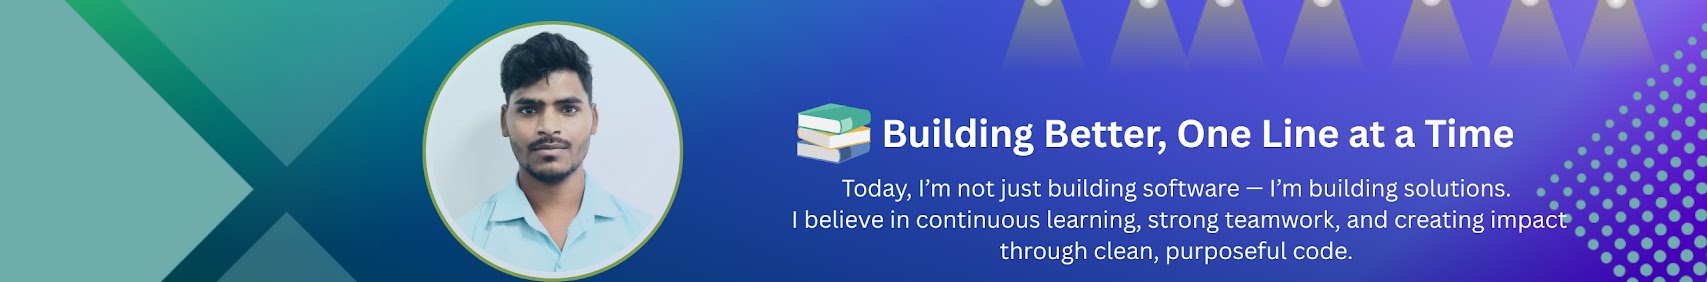 Building Better, One Line at a Time
Today, I’m not just building software — I’m building solutions.
I believe in continuous learning, strong teamwork, and creating impact
through clean, purposeful code.